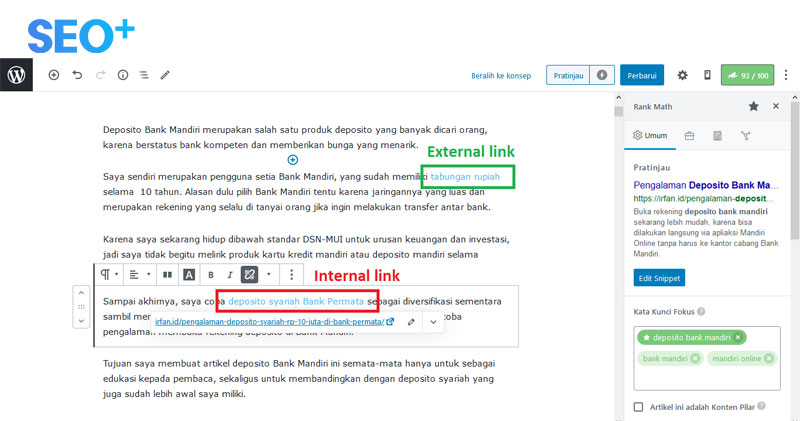 SEO+
Beralih ke konsep
Pratinjau
Perbarui
93 / 100
Deposito Bank Mandiri merupakan salah satu produk deposito yang banyak dicari orang,
karena berstatus bank kompeten dan memberikan bunga yang menarik.
External link
Saya sendiri merupakan pengguna setia Bank Mandiri, yang sudah memiliki tabungan rupiah
selama 10 tahun. Alasan dulu pilih Bank Mandiri tentu karena jaringannya yang luas dan
merupakan rekening yang selalu di tanyai orang jika ingin melakukan transfer antar bank.
Karena saya sekarang hidup dibawah standar DSN-MUI untuk urusan keuangan dan investasi,
jadi saya tidak begitu melirik produk kartu kredit mandiri atau deposito mandiri selama
A B I
Internal link
Sampai akhirnya, saya coba deposito syariah Bank Permata sebagai diversifikasi sementara
sambil
irfan.id/pengalaman-deposito-syariah-rp-10-juta-di-bank-permata/
coba
pengalaman membuka rekening deposito di Bank Mandiri.
Tujuan saya membuat artikel deposito Bank Mandiri ini semata-mata hanya untuk sebagai
edukasi kepada pembaca, sekaligus untuk membandingkan dengan deposito syariah yang
juga sudah lebih awal saya miliki.
Rank Math
Umum
Pratinjau
Pengalaman Deposito Bank Ma...
https://irfan.id/pengalaman-deposit...
Buka rekening deposito bank mandiri
sekarang lebih mudah, karena bisa
dilakukan langsung via apliaksi Mandiri
Online tanpa harus ke kantor cabang Bank
Mandiri.
Edit Snippet
Kata Kunci Fokus
deposito bank mandiri
bank mandiri
mandiri online
Artikel ini adalah Konten Pilar